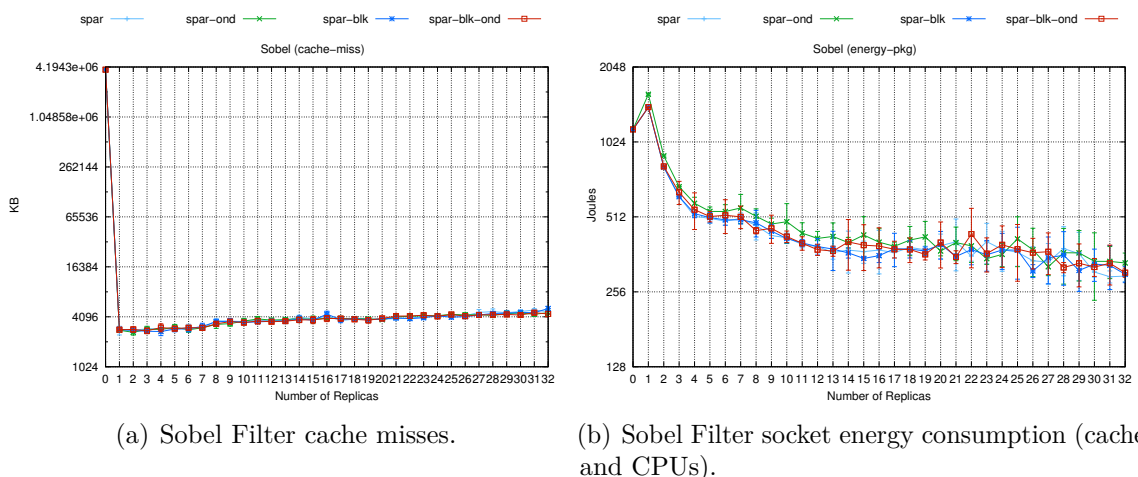 spar spar-ond spar-blk spar-blk-ond
Sobel (cache-miss)
4.1943e+06
1.04858e+06
262144
65536
16384
4096
1024
KB
0 1 2 3 4 5 6 7 8 9 10 11 12 13 14 15 16 17 18 19 20 21 22 23 24 25 26 27 28 29 30 31 32
Number of Replicas
(a) Sobel Filter cache misses.
spar spar-ond spar-blk spar-blk-ond
Sobel (energy-pkg)
2048
1024
512
256
128
Joules
0 1 2 3 4 5 6 7 8 9 10 11 12 13 14 15 16 17 18 19 20 21 22 23 24 25 26 27 28 29 30 31 32
Number of Replicas
(b) Sobel Filter socket energy consumption (cache
and CPUs).